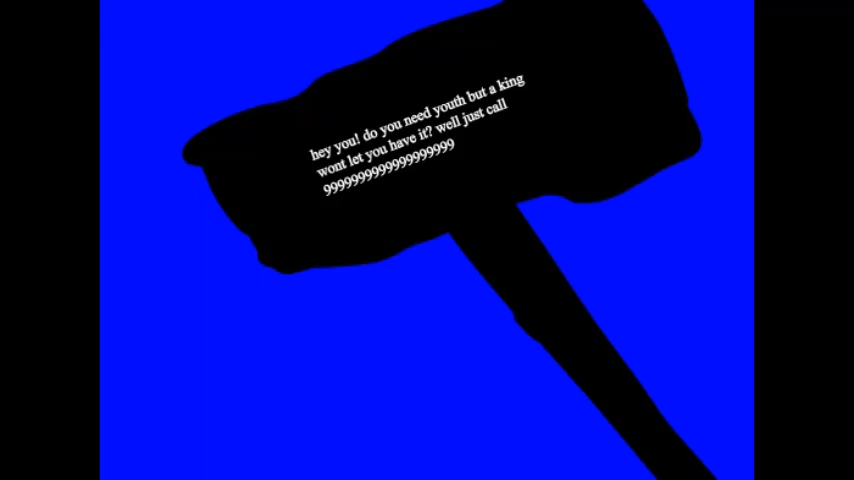 hey you! do you need youth but a king
wont let you have it? well just call
9999999999999999999